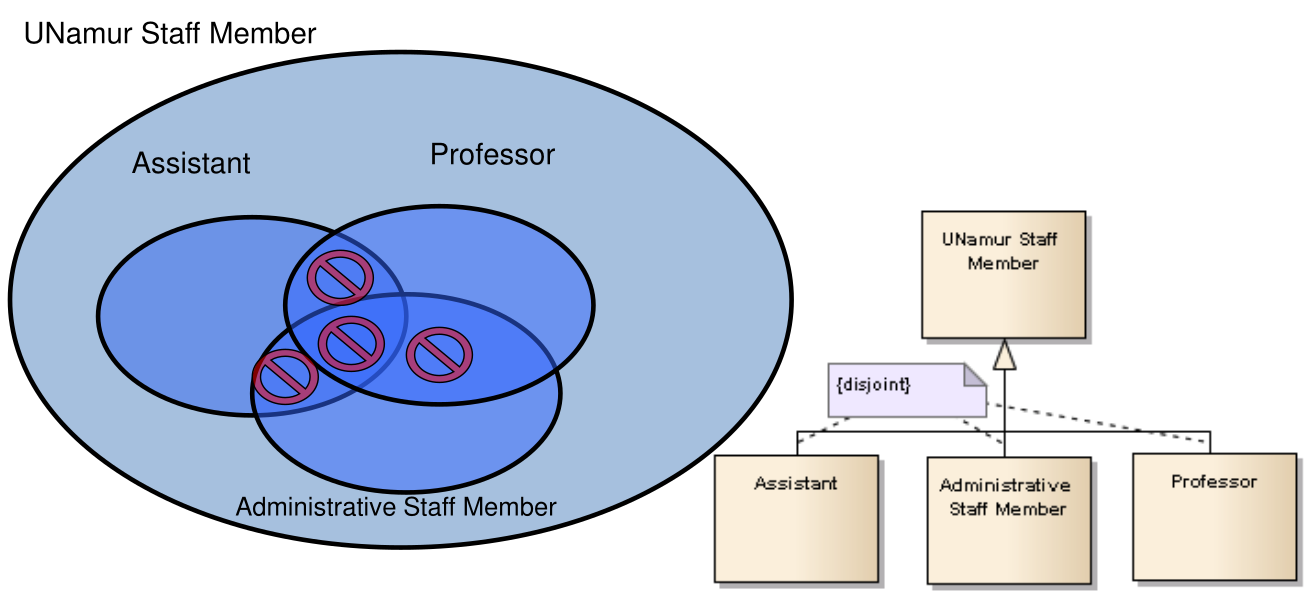 UNamur Staff Member
Assistant
Professor
Administrative Staff Member
UNamur Staff
Member
{disjoint}
Assistant
Administrative
Staff Member
Professor